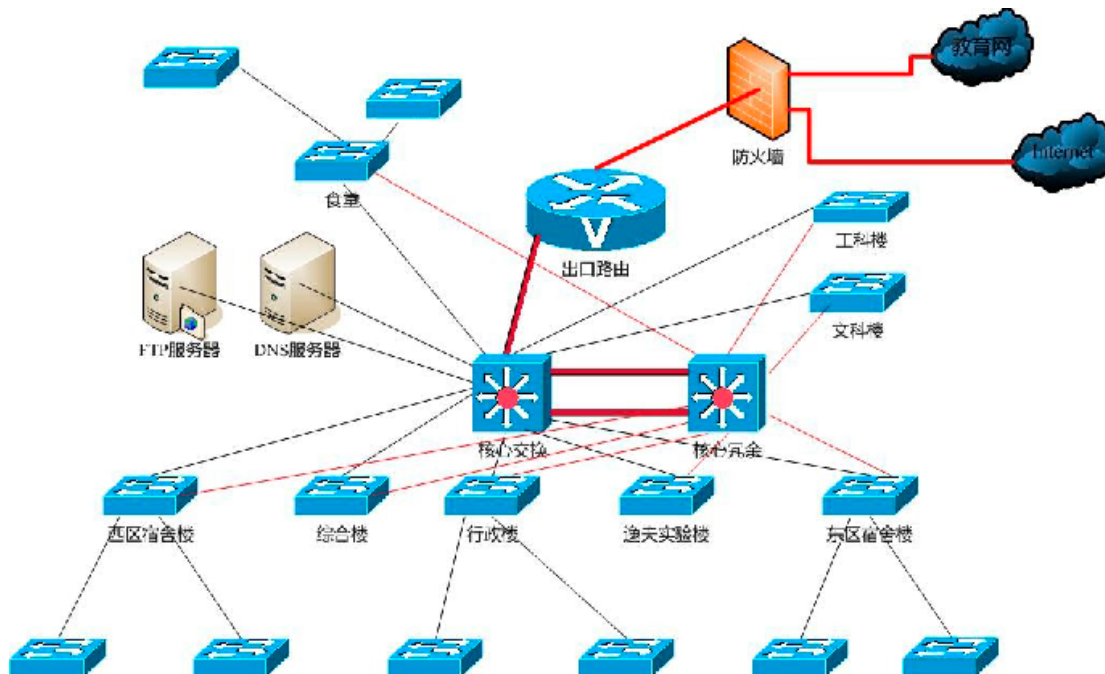 教育网
Internet
防火墙
食堂
工科楼
出口路由
文科楼
FTP服务器
DNS服务器
核心交换
核心冗余
西区宿舍楼
综合楼
行政楼
逸夫实验楼
东区宿舍楼